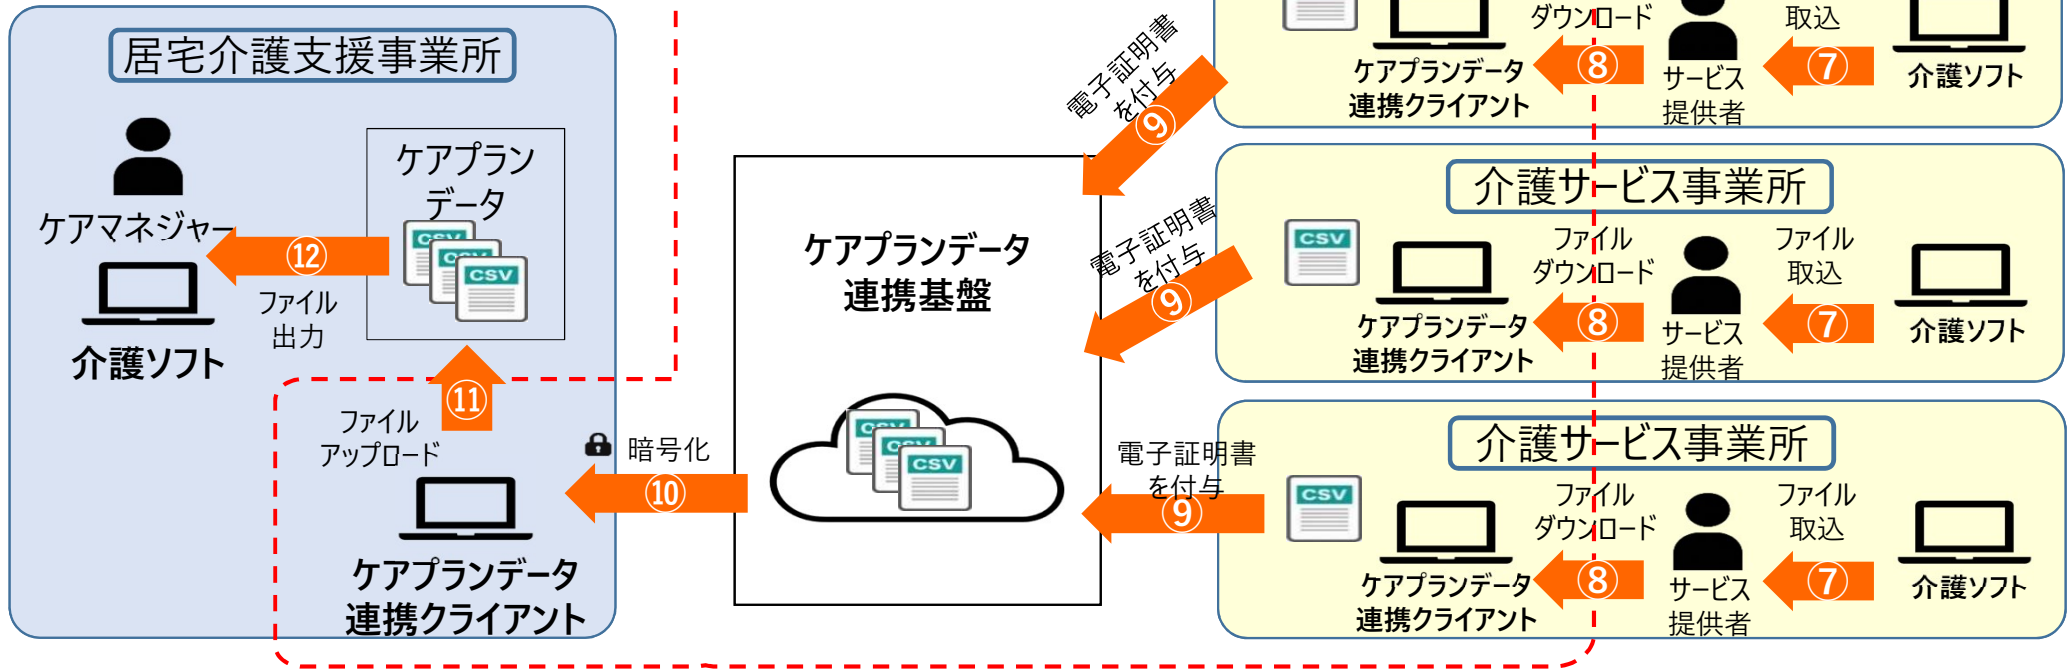 居宅介護支援事業所
ケアマネジャー
介護ソフト
ケアプラン
データ
CSV
CSV
CSV
⑫
ファイル
出力
⑪
ファイル
アップロード
ケアプランデータ
連携クライアント
暗号化
⑩
ケアプランデータ
連携基盤
CSV
CSV
CSV
電子証明書
を付与
⑨
ダウンロード
⑧
ケアプランデータ
連携クライアント
サービス
提供者
取込
⑦
介護ソフト
電子証明書
を付与
⑨
介護サービス事業所
CSV
ファイル
ダウンロード
⑧
ケアプランデータ
連携クライアント
サービス
提供者
ファイル
取込
⑦
介護ソフト
電子証明書
を付与
⑨
介護サービス事業所
CSV
ファイル
ダウンロード
⑧
ケアプランデータ
連携クライアント
サービス
提供者
ファイル
取込
⑦
介護ソフト